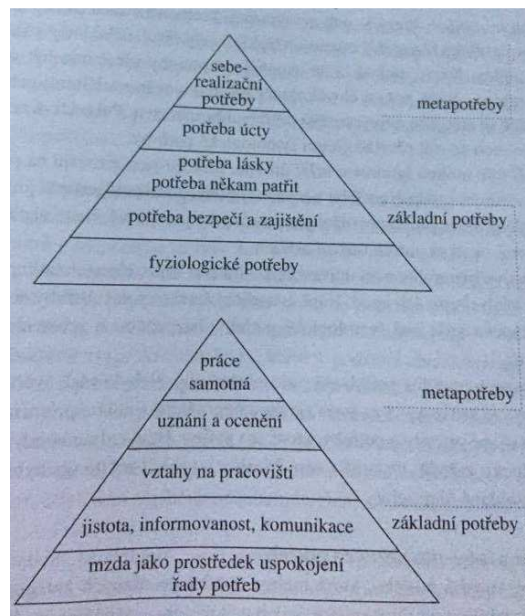 sebe-
realizační
potřeby
metapotřeby
potřeba úcty
potřeba lásky
potřeba někam patřit
potřeba bezpečí a zajištění
základní potřeby
fyziologické potřeby
práce
samotná
metapotřeby
uznání a ocenění
vztahy na pracovišti
jistota, informovanost, komunikace
základní potřeby
mzda jako prostředek uspokojení
řady potřeb